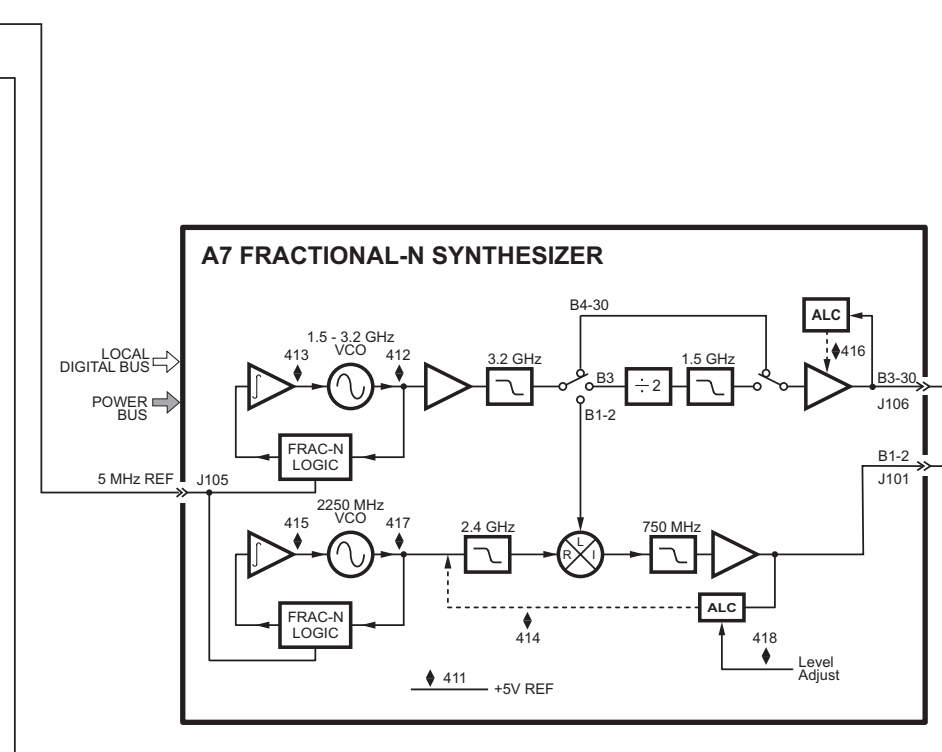 A7 FRACTIONAL-N SYNTHESIZER
B4-30
ALC
1.5 - 3.2 GHz
VCO
413
412
3.2 GHz
1.5 GHz
416
LOCAL
DIGITAL BUS
B3
÷ 2
B3-30
POWER
BUS
B1-2
J106
FRAC-N
LOGIC
B1-2
5 MHz REF
J105
J101
2250 MHz
VCO
415
417
2.4 GHz
L
R
I
750 MHz
FRAC-N
LOGIC
ALC
414
418
Level
Adjust
411
+5V REF